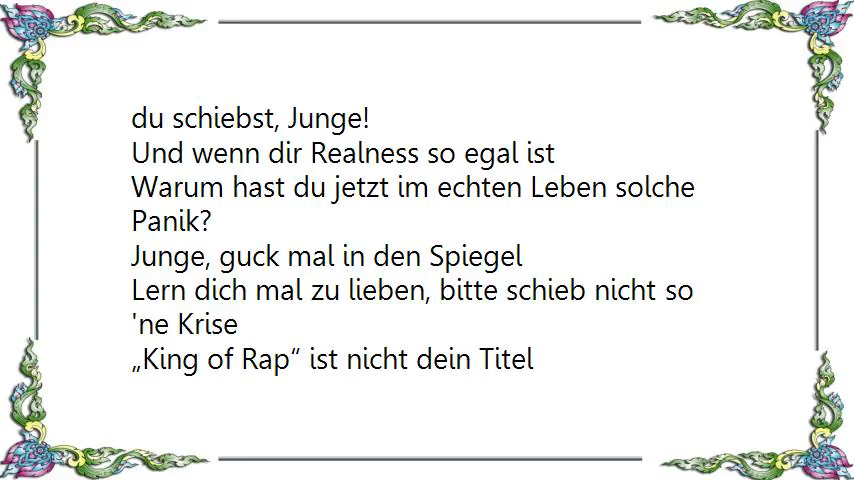 du schiebst, Junge!
Und wenn dir Realness so egal ist
Warum hast du jetzt im echten Leben solche
Panik?
Junge, guck mal in den Spiegel
Lern dich mal zu lieben, bitte schieb nicht so
'ne Krise
„King of Rap“ ist nicht dein Titel